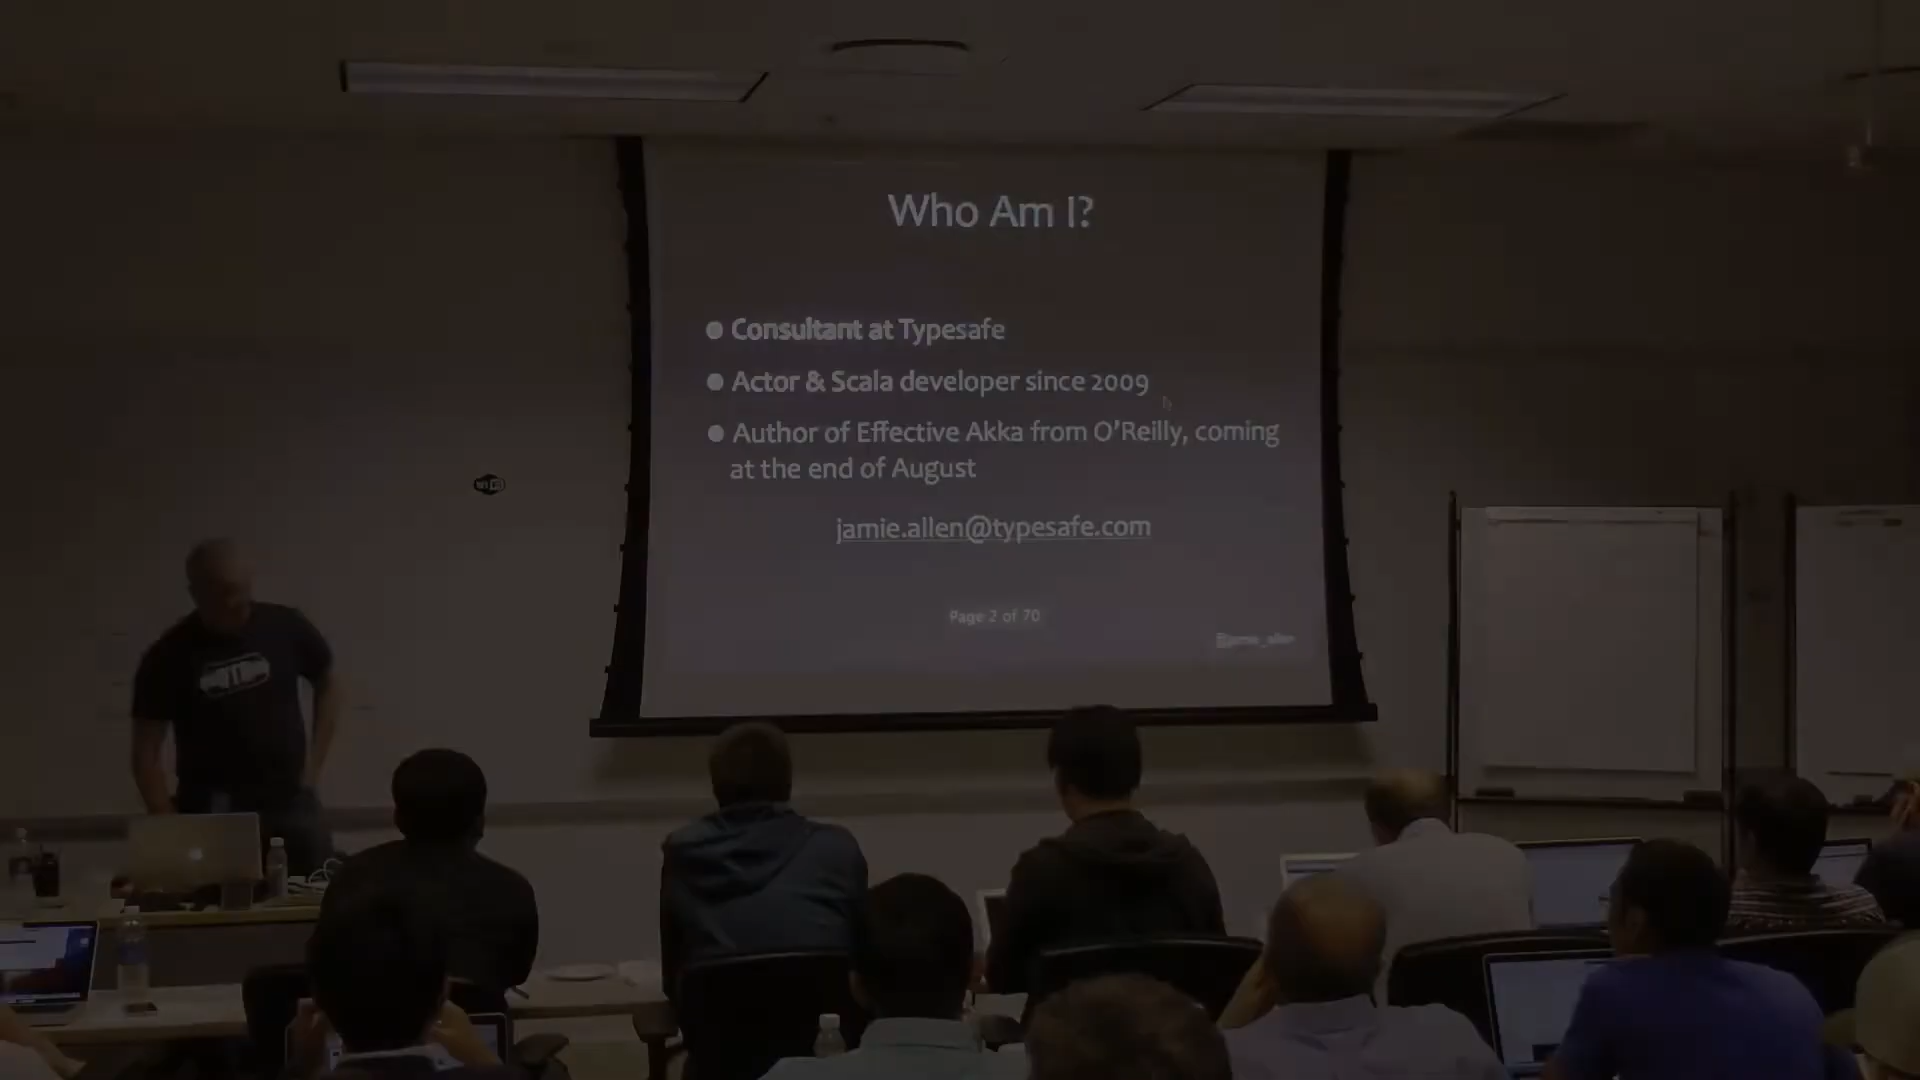 Who Am I?
● Consultant at Typesafe
● Actor & Scala developer since 2009
● Author of Effective Akka from O’Reilly, coming
at the end of August
jamie.allen@typesafe.com
Page 2 of 70
@jamie_allen